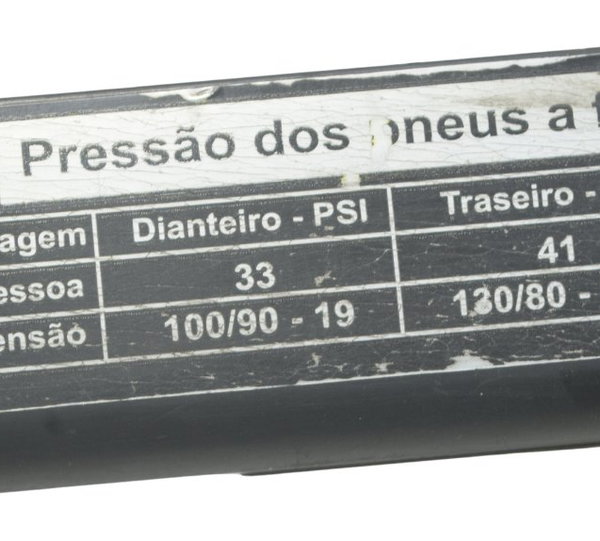 Pressão dos pneus a f
agem Dianteiro - PSI Traseiro -
essoa 33 41
ensão 100/90 - 19 130/80 -